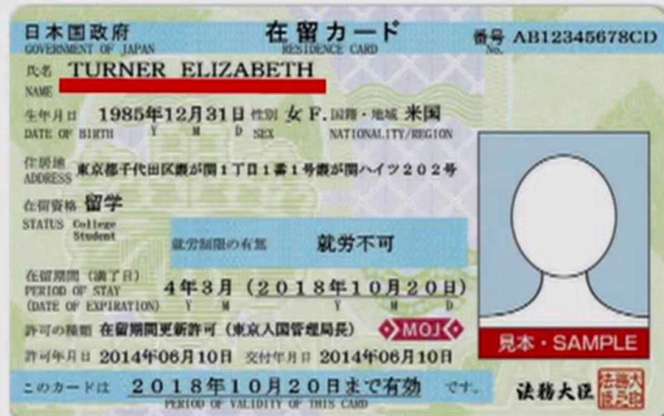 日本国政府 在留カード 番号 AB12345678CD
GOVERNMENT OF JAPAN RESIDENCE CARD No.
氏名 TURNER ELIZABETH
NAME
生年月日 1985年12月31日 性別 女 F. 国籍・地域 米国
DATE OF BIRTH Y M D SEX NATIONALITY/REGION
住居地 東京都千代田区霞が関1丁目1番1号霞が関ハイツ202号
ADDRESS
在留資格 留学
STATUS College
Student
就労制限の有無 就労不可
在留期間(満了日)
PERIOD OF STAY 4年3月(2018年10月20日)
(DATE OF EXPIRATION) Y M Y M D
許可の種類 在留期間更新許可(東京入国管理局長) MOJ
見本・SAMPLE
許可年月日 2014年06月10日 交付年月日 2014年06月10日
このカードは 2018年10月20日まで有効 です。
PERIOD OF VALIDITY OF THIS CARD
法務大臣